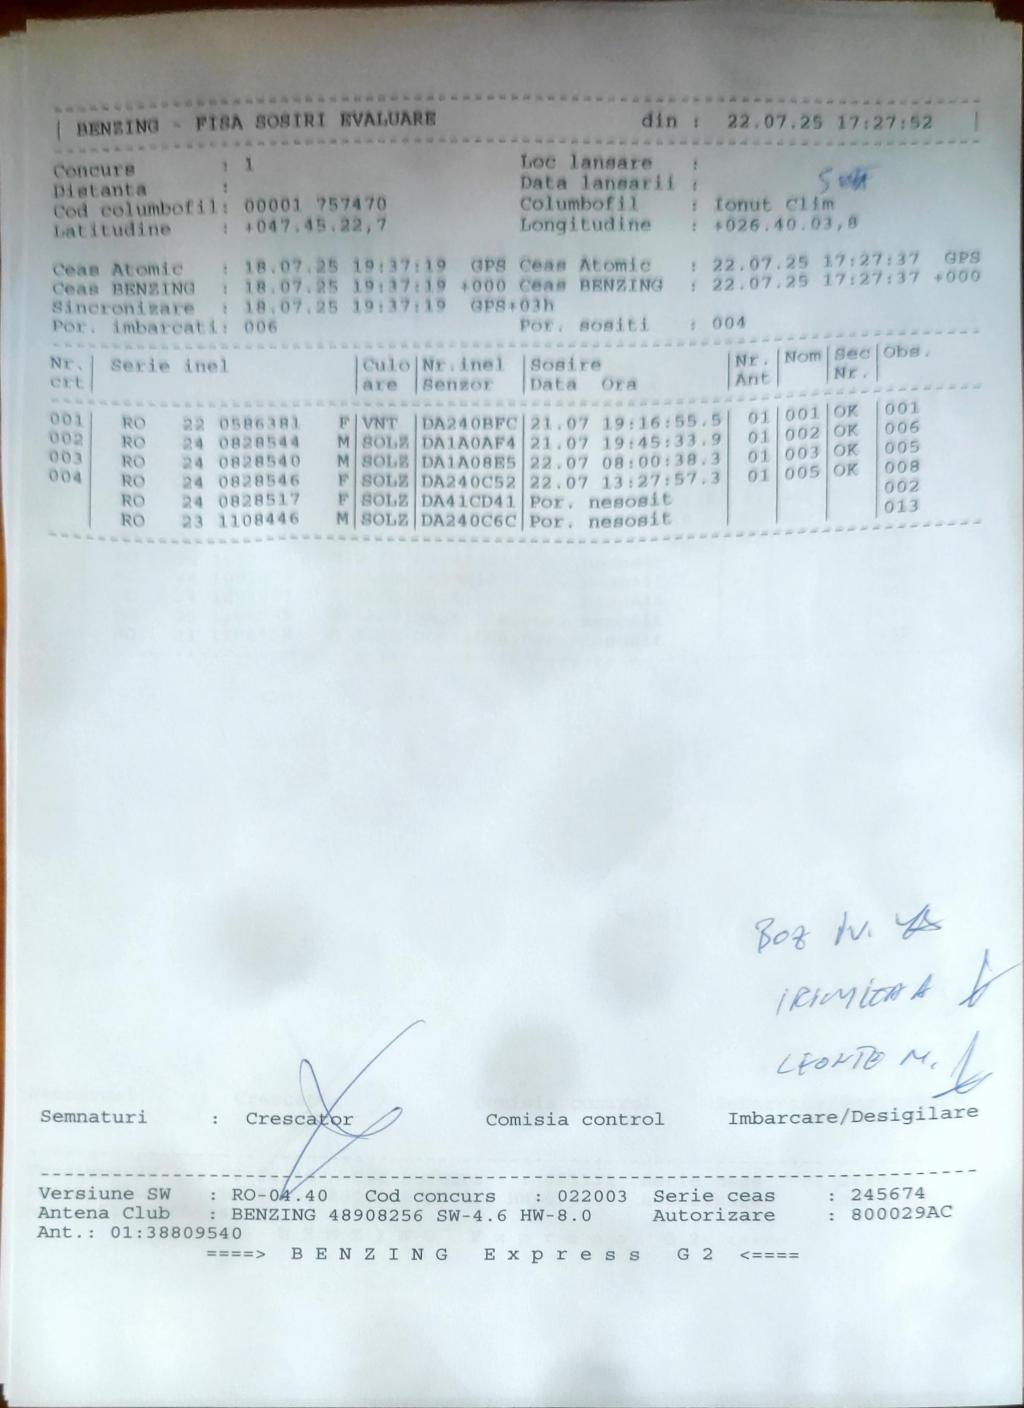 BENZING - FISA SOSIRI EVALUARE din : 22.07.25 17:27:52
Concurs : 1 Loc lansare :
Distanta : Data lansarii :
Cod columbofil: 00001 757470 Columbofil : Ionut Clim
Latitudine : +047.45.22,7 Longitudine : +026.40.03,8
Ceas Atomic : 18.07.25 19:37:19 GPS Ceas Atomic : 22.07.25 17:27:37 GPS
Ceas BENZING : 18.07.25 19:37:19 +000 Ceas BENZING : 22.07.25 17:27:37 +000
Sincronizare : 18.07.25 19:37:19 GPS+03h
Por. imbarcati: 006 Por. sositi : 004
Nr. | Serie inel |Culo|Nr.inel|Sosire |Nr.|Nom|Sec|Obs.
crt| |are |Senzor |Data Ora |Ant| |Nr.|
001| RO 22 0586381 F|VNT |DA240BFC|21.07 19:16:55.5| 01|001|OK |001
002| RO 24 0828544 M|SOLZ|DA1A0AF4|21.07 19:45:33.9| 01|002|OK |006
003| RO 24 0828540 M|SOLZ|DA1A08E5|22.07 08:00:38.3| 01|003|OK |005
004| RO 24 0828546 F|SOLZ|DA240C52|22.07 13:27:57.3| 01|005|OK |008
| RO 24 0828517 F|SOLZ|DA41CD41|Por. nesosit | | | |002
| RO 23 1108446 M|SOLZ|DA240C6C|Por. nesosit | | | |013
BOZ IV.
IRIMITA A
LEONTE M.
Semnaturi : Crescator Comisia control Imbarcare/Desigilare
Versiune SW : RO-04.40 Cod concurs : 022003 Serie ceas : 245674
Antena Club : BENZING 48908256 SW-4.6 HW-8.0 Autorizare : 800029AC
Ant.: 01:38809540
====> B E N Z I N G E x p r e s s G 2 <====